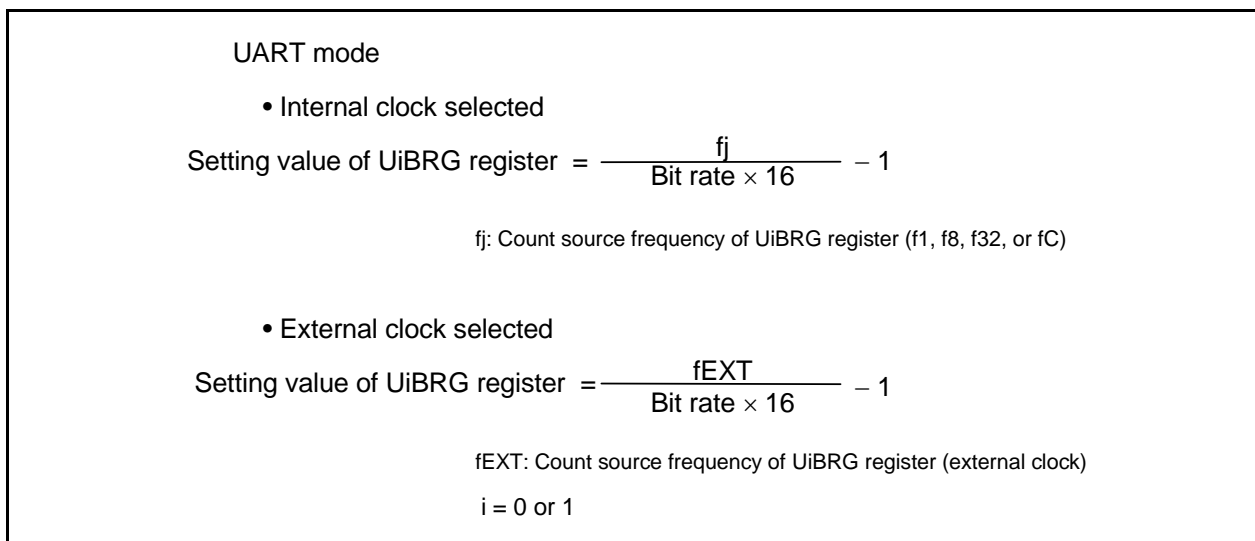 UART mode
• Internal clock selected
Setting value of UiBRG register = fj / Bit rate × 16 − 1
fj: Count source frequency of UiBRG register (f1, f8, f32, or fC)
• External clock selected
Setting value of UiBRG register = fEXT / Bit rate × 16 − 1
fEXT: Count source frequency of UiBRG register (external clock)
i = 0 or 1